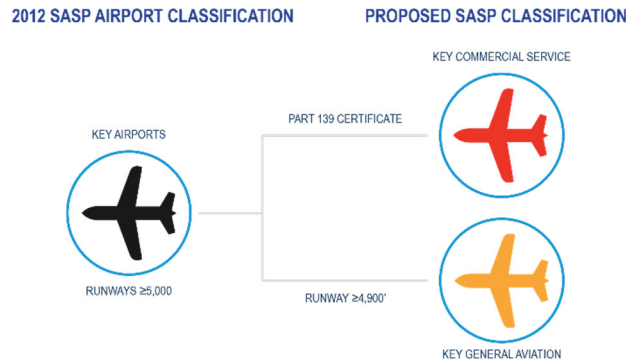 2012 SASP AIRPORT CLASSIFICATION
PROPOSED SASP CLASSIFICATION
KEY COMMERCIAL SERVICE
PART 139 CERTIFICATE
KEY AIRPORTS
RUNWAYS ≥5,000
RUNWAY ≥4,900'
KEY GENERAL AVIATION